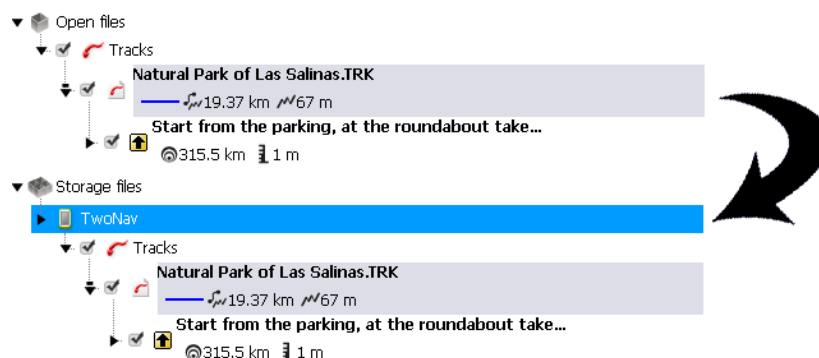 Open files
Tracks
Natural Park of Las Salinas.TRK
19.37 km 67 m
Start from the parking, at the roundabout take...
315.5 km 1 m
Storage files
TwoNav
Tracks
Natural Park of Las Salinas.TRK
19.37 km 67 m
Start from the parking, at the roundabout take...
315.5 km 1 m